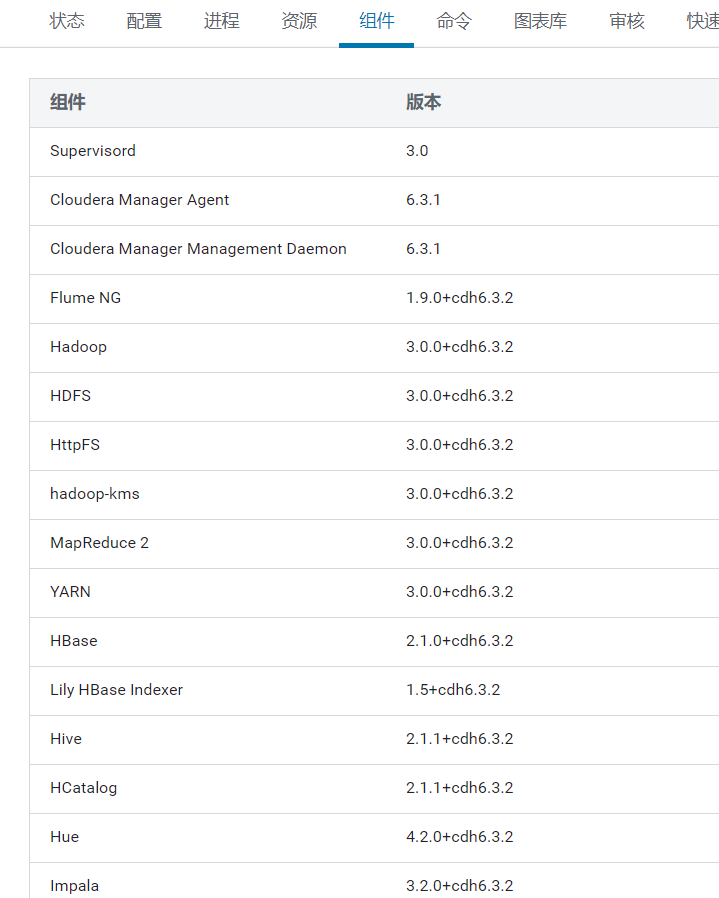 状态 配置 进程 资源 组件 命令 图表库 审核 快速
组件 版本
Supervisord 3.0
Cloudera Manager Agent 6.3.1
Cloudera Manager Management Daemon 6.3.1
Flume NG 1.9.0+cdh6.3.2
Hadoop 3.0.0+cdh6.3.2
HDFS 3.0.0+cdh6.3.2
HttpFS 3.0.0+cdh6.3.2
hadoop-kms 3.0.0+cdh6.3.2
MapReduce 2 3.0.0+cdh6.3.2
YARN 3.0.0+cdh6.3.2
HBase 2.1.0+cdh6.3.2
Lily HBase Indexer 1.5+cdh6.3.2
Hive 2.1.1+cdh6.3.2
HCatalog 2.1.1+cdh6.3.2
Hue 4.2.0+cdh6.3.2
Impala 3.2.0+cdh6.3.2